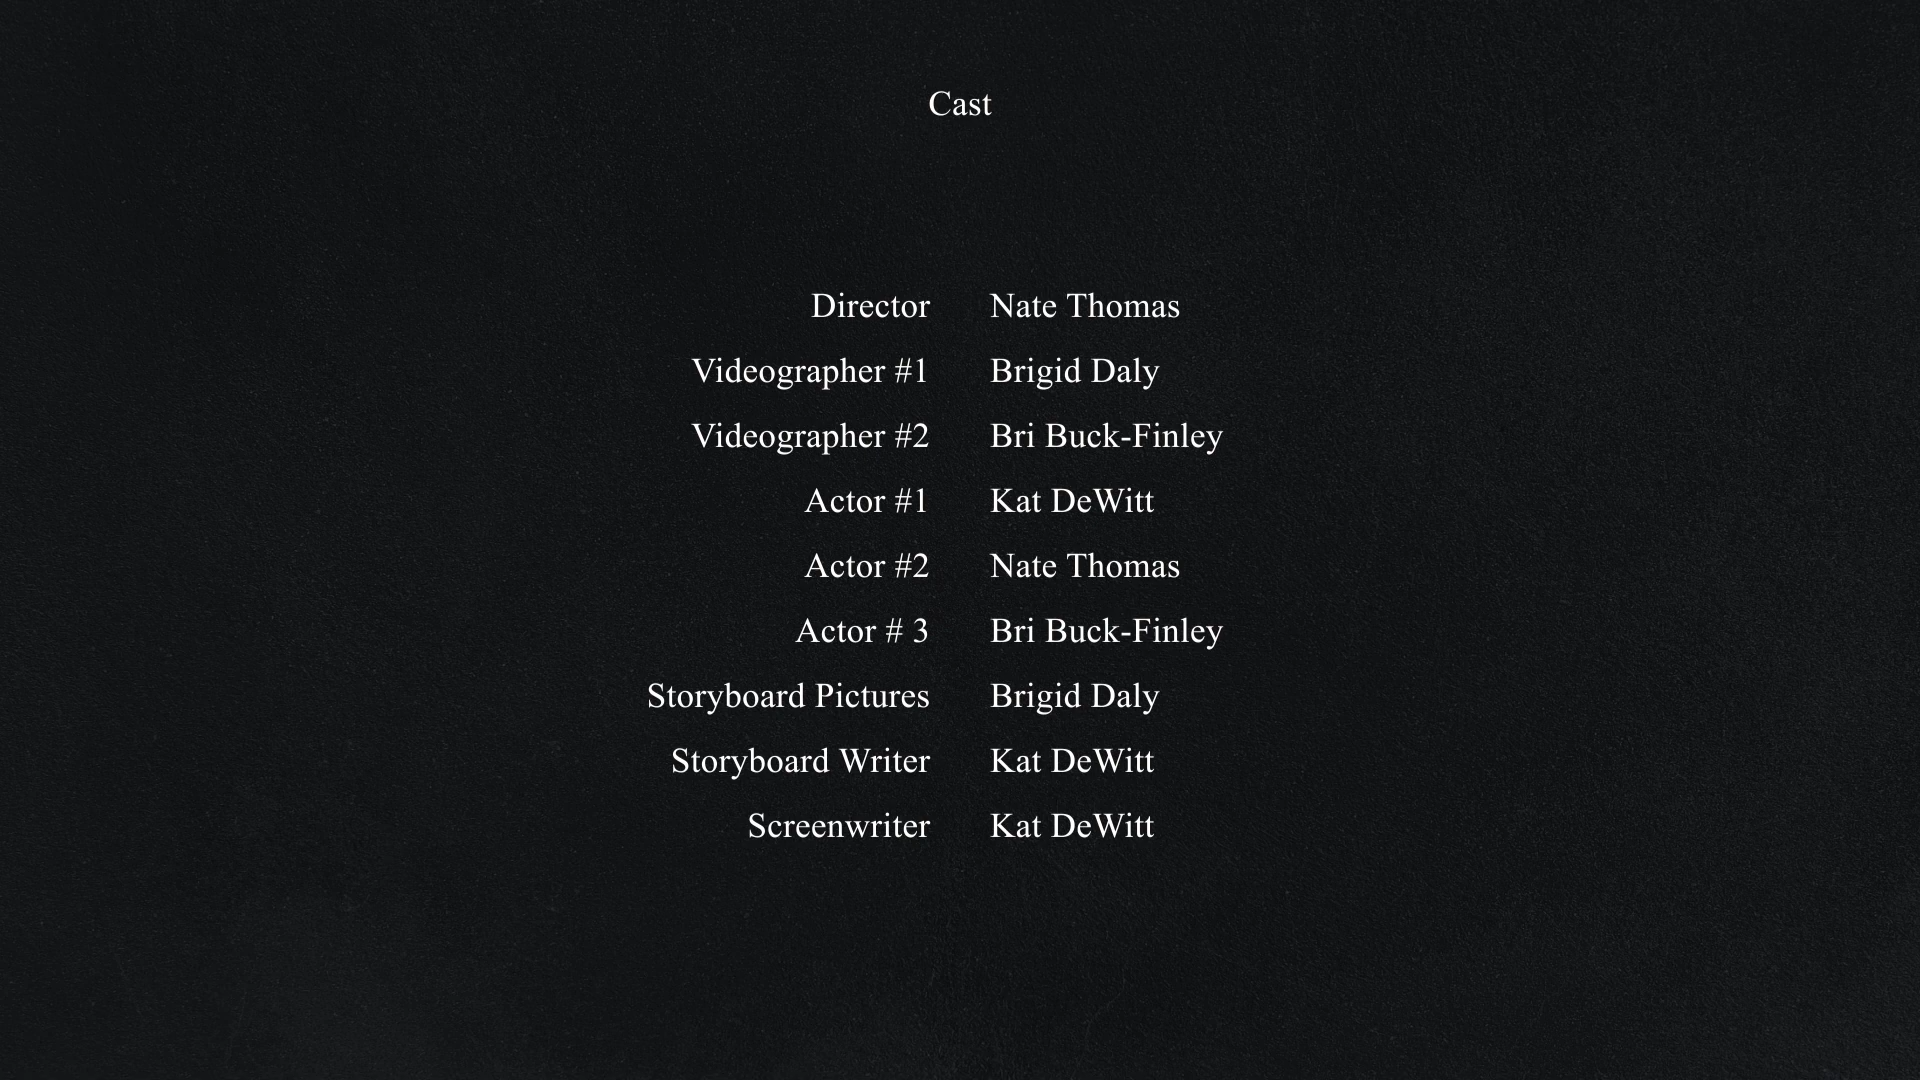 Cast
Director Nate Thomas
Videographer #1 Brigid Daly
Videographer #2 Bri Buck-Finley
Actor #1 Kat DeWitt
Actor #2 Nate Thomas
Actor # 3 Bri Buck-Finley
Storyboard Pictures Brigid Daly
Storyboard Writer Kat DeWitt
Screenwriter Kat DeWitt